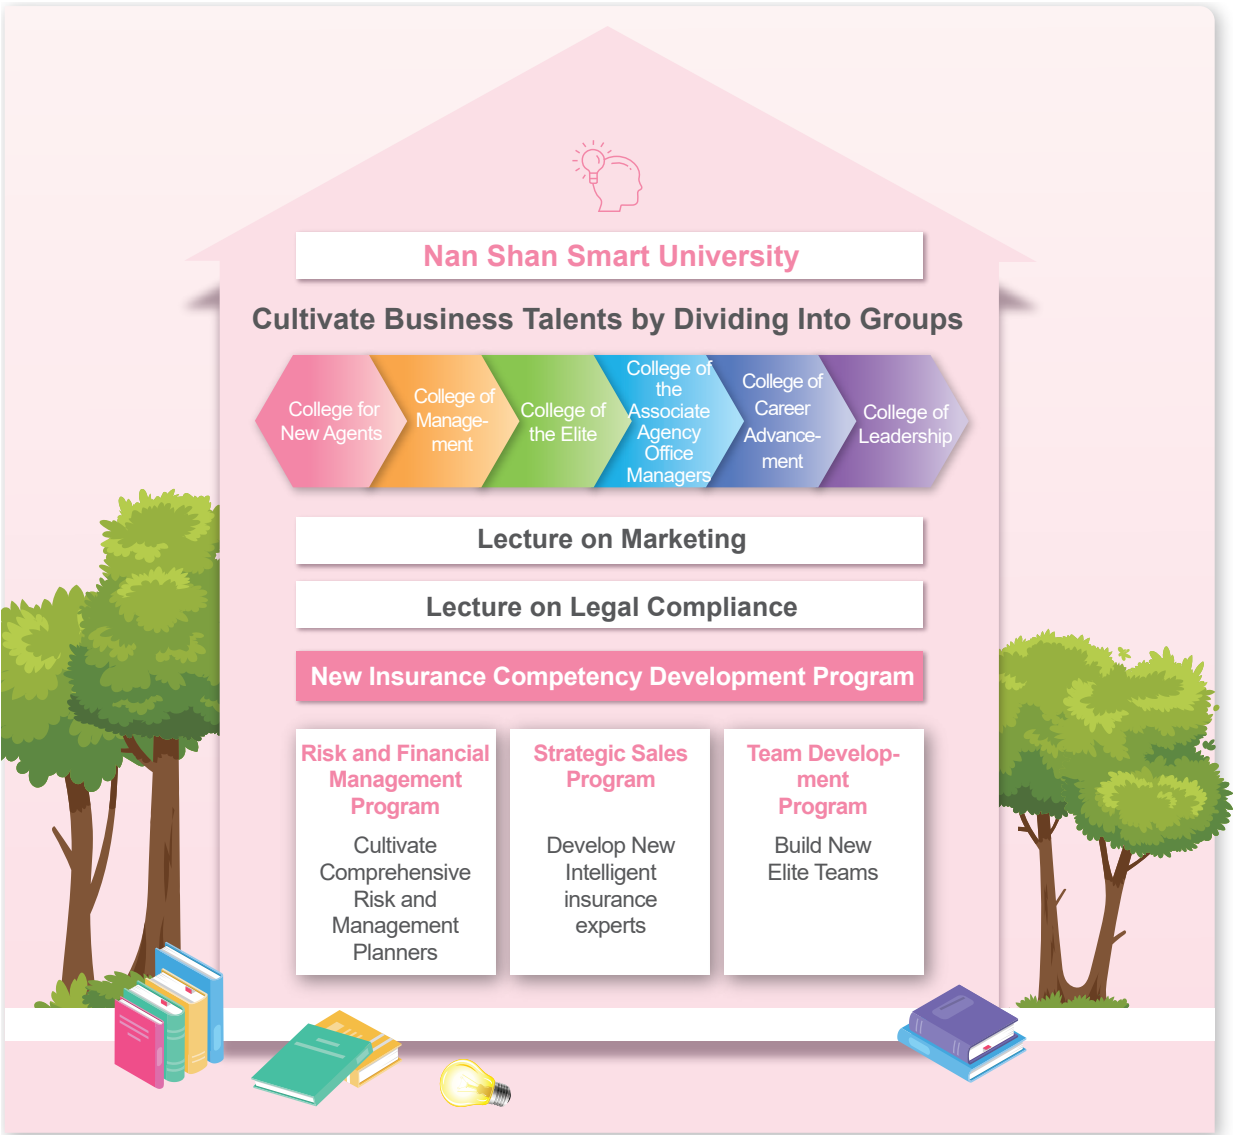 Nan Shan Smart University
Cultivate Business Talents by Dividing Into Groups
College for
New Agents
College of
Manage-
ment
College of
the Elite
College of
the
Associate
Agency
Office
Managers
College of
Career
Advance-
ment
College of
Leadership
Lecture on Marketing
Lecture on Legal Compliance
New Insurance Competency Development Program
Risk and Financial
Management
Program
Cultivate
Comprehensive
Risk and
Management
Planners
Strategic Sales
Program
Develop New
Intelligent
insurance
experts
Team Develop-
ment
Program
Build New
Elite Teams